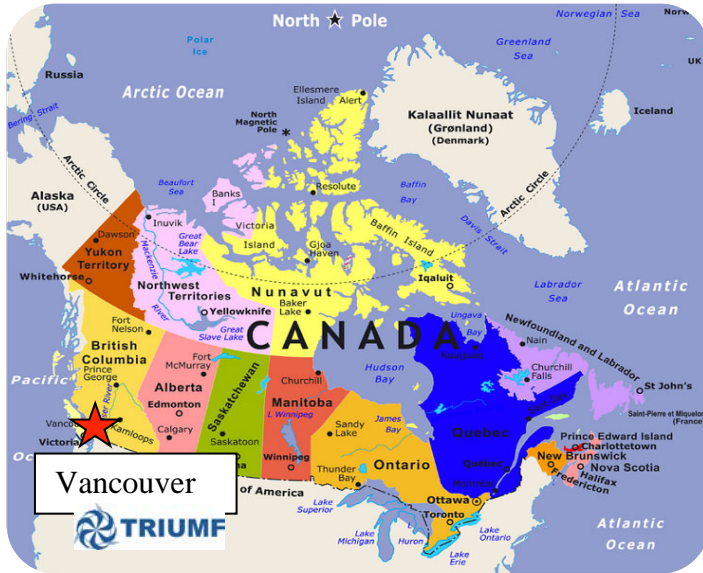 North ★ Pole
Norwegian Sea
Polar
Ice
Greenland
Sea
UK
Russia
Arctic Ocean
Ellesmere
Island
Alert
Kalaallit Nunaat
(Grønland)
(Denmark)
Iceland
Bering Strait
North
Magnetic
Pole *
Arctic Circle
Beaufort
Sea
Banks
I
Resolute
Baffin
Bay
Arctic Circle
Alaska
(USA)
Inuvik
Victoria
Island
Davis Strait
Dawson
Yukon
Territory
Mackenzie
River
Great
Bear
Lake
Gjoa
Haven
Baffin Island
Whitehorse
Northwest
Territories
Nunavut
Iqaluit
Labrador
Sea
Atlantic
Ocean
Yellowknife
Baker
Lake
Ungava
Bay
Fort
Nelson
Great
Slave Lake
CANADA
Newfoundland and Labrador
Nain
British
Columbia
Hudson
Bay
Churchill
Falls
Pacific
Prince
George
Fort
McMurray
Alberta
Saskatchewan
Churchill
Manitoba
St John's
Edmonton
L Winnipeg
James
Bay
Saint-Pierre et Miquelon
(France)
Kamloops
Sandy
Lake
Quebec
Prince Edward Island
Victoria
Calgary
Saskatoon
Winnipeg
Ontario
Québec
Charlottetown
New Brunswick
Nova Scotia
Halifax
Fredericton
Vancouver
of America
Thunder
Bay
Montréal
Ottawa
Toronto
Lake
Superior
TRIUMF
Lake
Michigan
L
Huron
Lake
Ontario
Lake
Erie
Atlantic
Ocean